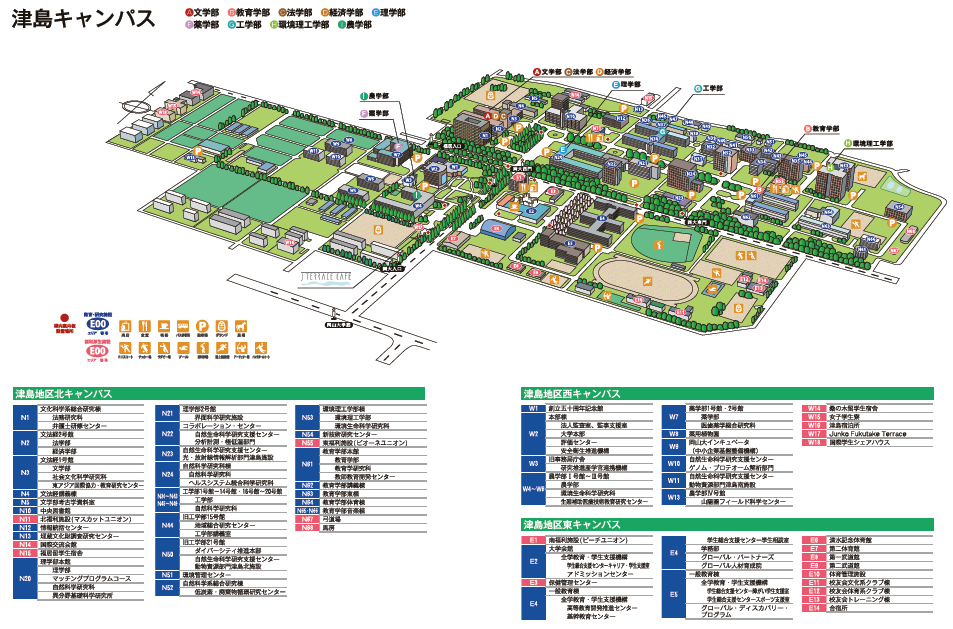 津島キャンパス
A文学部 B教育学部 C法学部 D経済学部 E理学部
F薬学部 G工学部 H環境理工学部 I農学部
A文学部 C法学部 D経済学部
E理学部
G工学部
I農学部
F薬学部
B教育学部
H環境理工学部
TERRACE CAFE
E00
E00
津島地区北キャンパス
N1 文化科学系総合研究棟
法務研究科
弁護士研修センター
N2 文法経2号館
法学部
経済学部
N3 文法経1号館
文学部
社会文化科学研究科
東アジア国際協力・教育研究センター
N4 文法経講義棟
N5 文学部考古学資料室
N10 中央図書館
N11 北福利施設(マスカットユニオン)
N12 情報統括センター
N13 埋蔵文化財調査研究センター
N14 国際交流会館
N15 福居留学生宿舎
N20 理学部本館
理学部
マッチングプログラムコース
自然科学研究科
異分野基礎科学研究所
N21 理学部2号館
界面科学研究施設
N22 コラボレーション・センター
自然生命科学研究支援センター
N23 自然生命科学研究支援センター
光・放射線情報解析部門津島施設
N24 自然科学研究科棟
自然科学研究科
ヘルスシステム統合科学研究科
工学部1号館〜14号館・16号館〜20号館
工学部
自然科学研究科
N44 旧工学部15号館
地域総合研究センター
工学部講義室
N50 旧工学部21号館
ダイバーシティ推進本部
自然生命科学研究支援センター
動物資源部門津島北施設
N51 環境管理センター
N52 自然科学系総合研究棟
低炭素・廃棄物循環研究センター
N53 環境理工学部棟
環境理工学部
環境生命科学研究科
N54 新技術研究センター
N55 東福利施設(ピオーネユニオン)
N61 教育学部本館
教育学部
教育学研究科
教師教育開発センター
N62 教育学部講義棟
N63 教育学部東棟
N64 教育学部体育棟
N65・N66 教育学部音楽棟
N67 弓道場
N68 馬房
津島地区西キャンパス
W1 創立五十周年記念館
W2 本部棟
法人監査室、監事支援室
大学本部
評価センター
安全衛生推進機構
W3 旧事務局庁舎
研究推進産学官連携機構
W4〜W6 農学部Ⅰ号館〜Ⅲ号館
農学部
環境生命科学研究科
W7 薬学部1号館・2号館
薬学部
医歯薬学総合研究科
W8 薬用植物園
W9 岡山大インキュベータ
(中小企業基盤整備機構)
W10 自然生命科学研究支援センター
ゲノム・プロテオーム解析部門
W11 自然生命科学研究支援センター
動物資源部門津島南施設
W13 農学部Ⅳ号館
山陽圏フィールド科学センター
W14 桑の木留学生宿舎
W15 女子学生寮
W16 津島宿泊所
W17 Junko Fukutake Terrace
W18 国際学生シェアハウス
津島地区東キャンパス
E1 南福利施設(ピーチユニオン)
E2 大学会館
全学教育・学生支援機構
学生総合支援センターキャリア・学生支援室
アドミッションセンター
E3 保健管理センター
E4 一般教育棟
全学教育・学生支援機構
高等教育開発推進センター
基幹教育センター
E4 学生総合支援センター学生相談室
学務部
グローバル・パートナーズ
グローバル人材育成院
E5 一般教育棟
全学教育・学生支援機構
学生総合支援センター障がい学生支援室
学生総合支援センタースポーツ支援室
グローバル・ディスカバリー・
プログラム
E6 清水記念体育館
E7 第二体育館
E8 第一武道館
E9 第二武道館
E10 体育管理施設
E11 校友会文化系クラブ棟
E12 校友会体育系クラブ棟
E13 校友会トレーニング棟
E14 合宿所